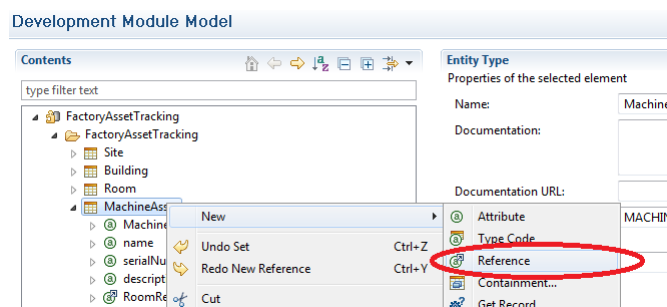 Development Module Model
Contents
Entity Type
Properties of the selected element
type filter text
Name:
Machine
FactoryAssetTracking
Documentation:
FactoryAssetTracking
Site
Building
Room
Documentation URL:
MachineAss
New
Attribute
MACHIN
Machine
Type Code
name
Undo Set
Ctrl+Z
Reference
serialNu
Redo New Reference
Ctrl+Y
Containment...
descript
RoomRe
Cut
Get Record